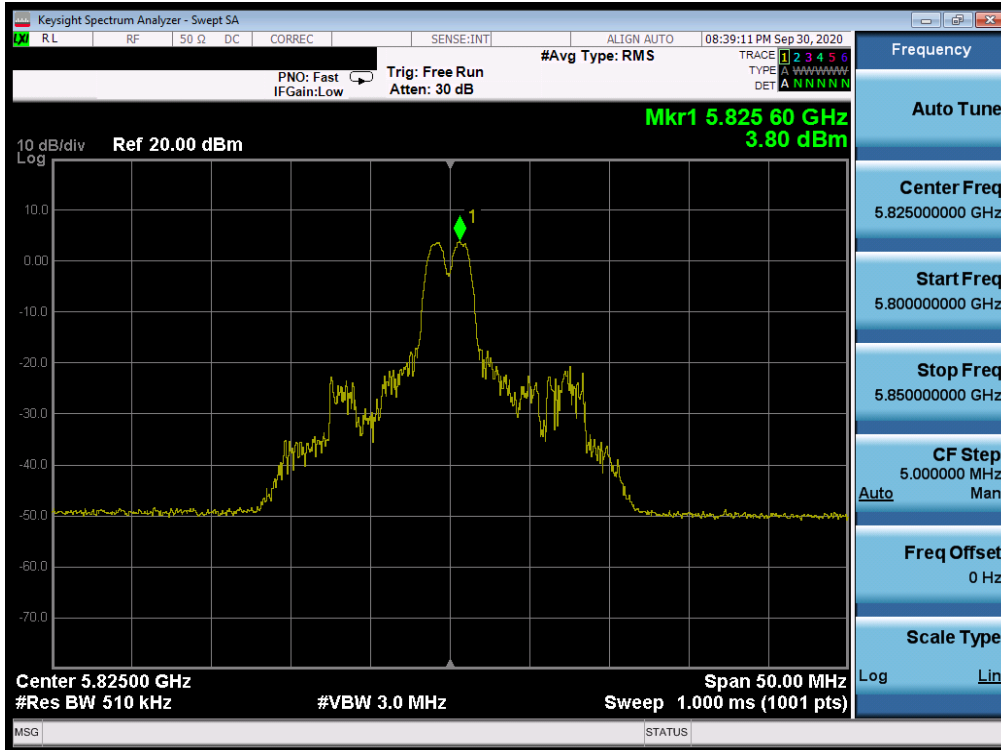 Keysight Spectrum Analyzer - Swept SA
LXI RL RF 50 Ω DC CORREC SENSE:INT ALIGN AUTO 08:39:11 PM Sep 30, 2020
#Avg Type: RMS
TRACE 1 2 3 4 5 6
TYPE A WWWWW
DET A N N N N N
PNO: Fast
IFGain:Low
Trig: Free Run
Atten: 30 dB
Mkr1 5.825 60 GHz
3.80 dBm
10 dB/div Ref 20.00 dBm
Log
1
10.0
0.00
-10.0
-20.0
-30.0
-40.0
-50.0
-60.0
-70.0
Center 5.82500 GHz Span 50.00 MHz
#Res BW 510 kHz #VBW 3.0 MHz Sweep 1.000 ms (1001 pts)
MSG STATUS
Frequency
Auto Tune
Center Freq
5.825000000 GHz
Start Freq
5.800000000 GHz
Stop Freq
5.850000000 GHz
CF Step
5.000000 MHz
Auto Man
Freq Offset
0 Hz
Scale Type
Log Lin